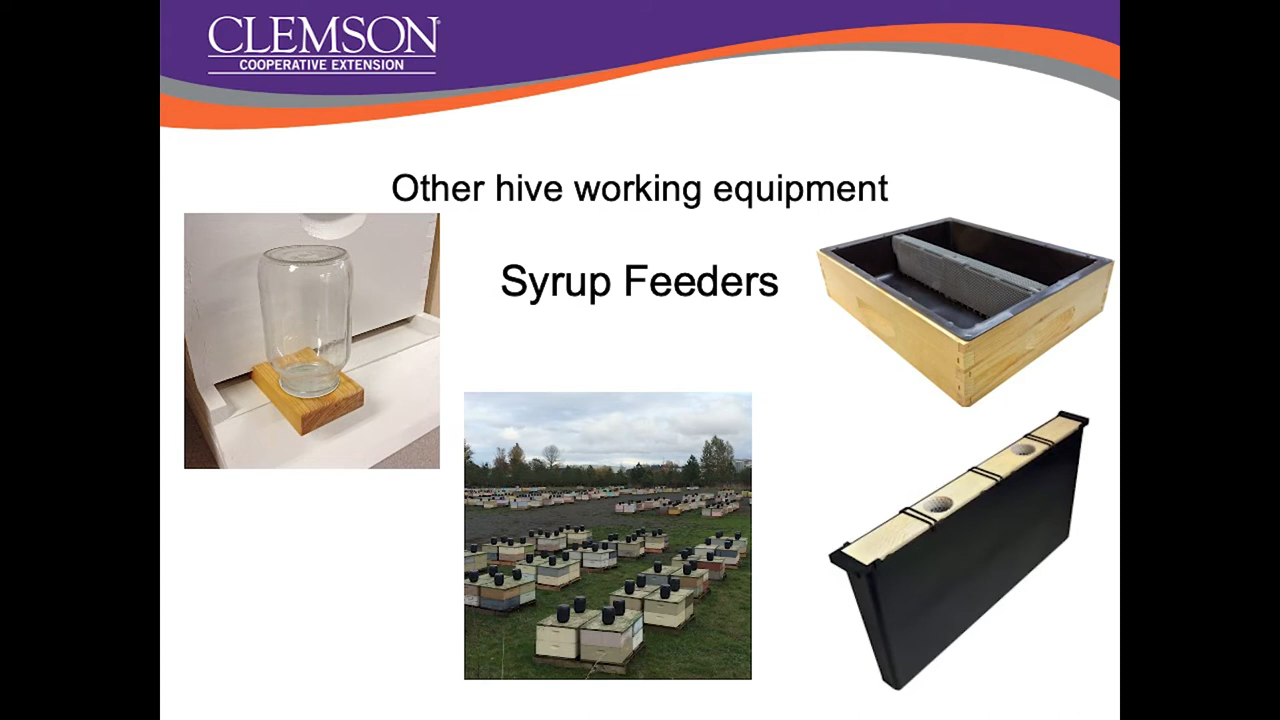 CLEMSON
COOPERATIVE EXTENSION
Other hive working equipment
Syrup Feeders